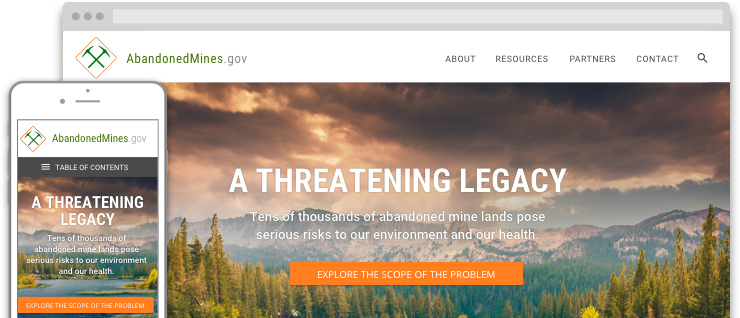 AbandonedMines.gov
ABOUT RESOURCES PARTNERS CONTACT
A THREATENING LEGACY
Tens of thousands of abandoned mine lands pose
serious risks to our environment and our health.
EXPLORE THE SCOPE OF THE PROBLEM
AbandonedMines.gov
TABLE OF CONTENTS
A THREATENING
LEGACY
Tens of thousands of
abandoned mine lands pose
serious risks to our environment
and our health.
EXPLORE THE SCOPE OF THE PROBLEM